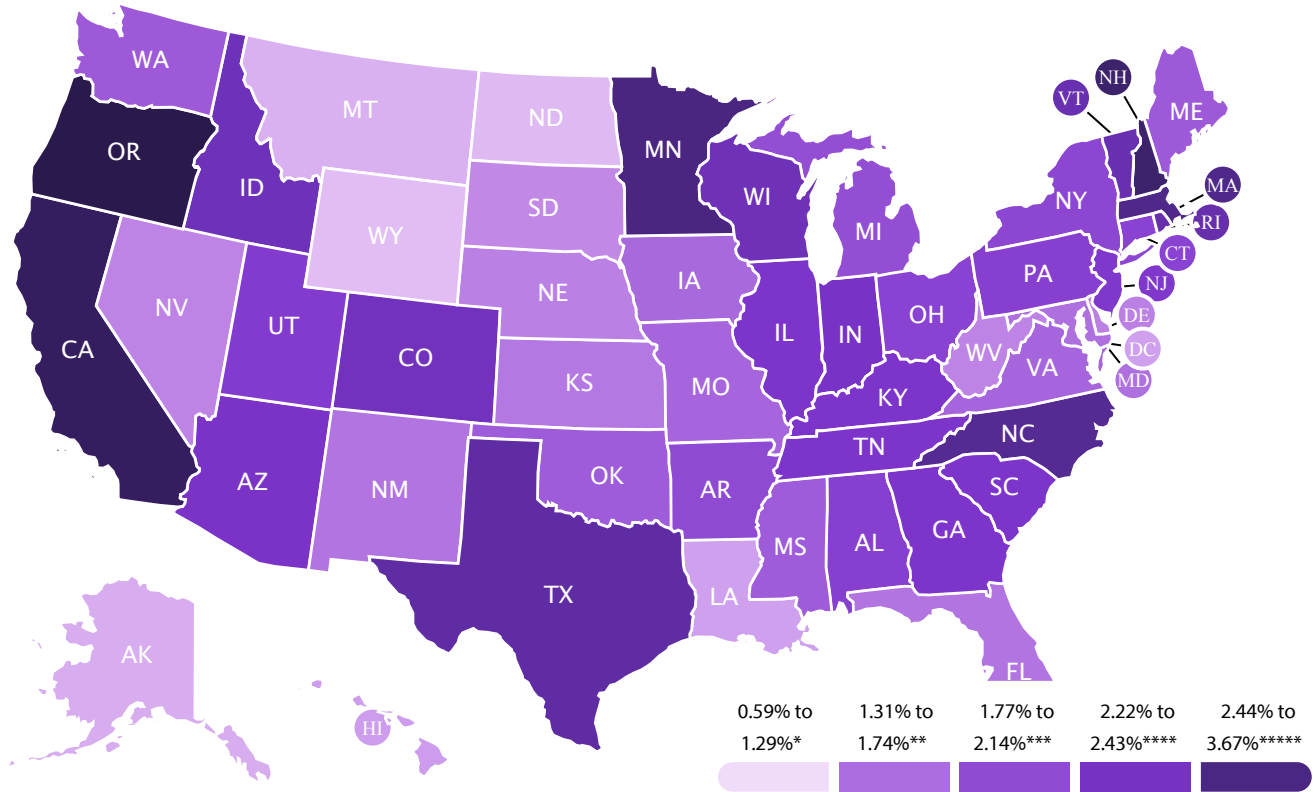 WA
MT
ND
MN
VT
NH
ME
OR
ID
SD
WI
MI
NY
MA
RI
WY
CT
NV
UT
NE
IA
PA
NJ
CA
CO
IL
IN
OH
DE
KS
MO
WV
VA
DC
MD
KY
AZ
NM
OK
AR
TN
NC
SC
MS
AL
GA
TX
LA
FL
AK
HI
0.59% to
1.29%*
1.31% to
1.74%**
1.77% to
2.14%***
2.22% to
2.43%****
2.44% to
3.67%*****